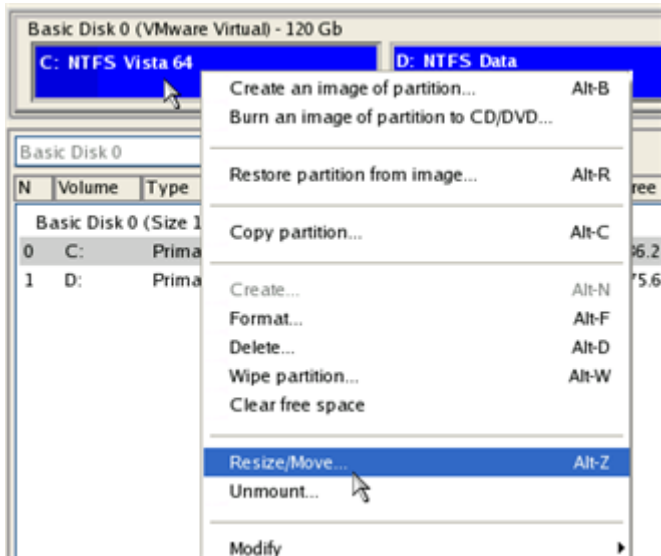 Basic Disk 0 (VMware Virtual) - 120 Gb
C: NTFS Vista 64 D: NTFS Data
Create an image of partition... Alt-B
Burn an image of partition to CD/DVD...
Basic Disk 0
Restore partition from image... Alt-R
N Volume Type
Basic Disk 0 (Size 1
Copy partition... Alt-C
0 C:
1 D:
Create... Alt-N
Format... Alt-F
Delete... Alt-D
Wipe partition... Alt-W
Clear free space
Resize/Move... Alt-Z
Unmount...
Modify